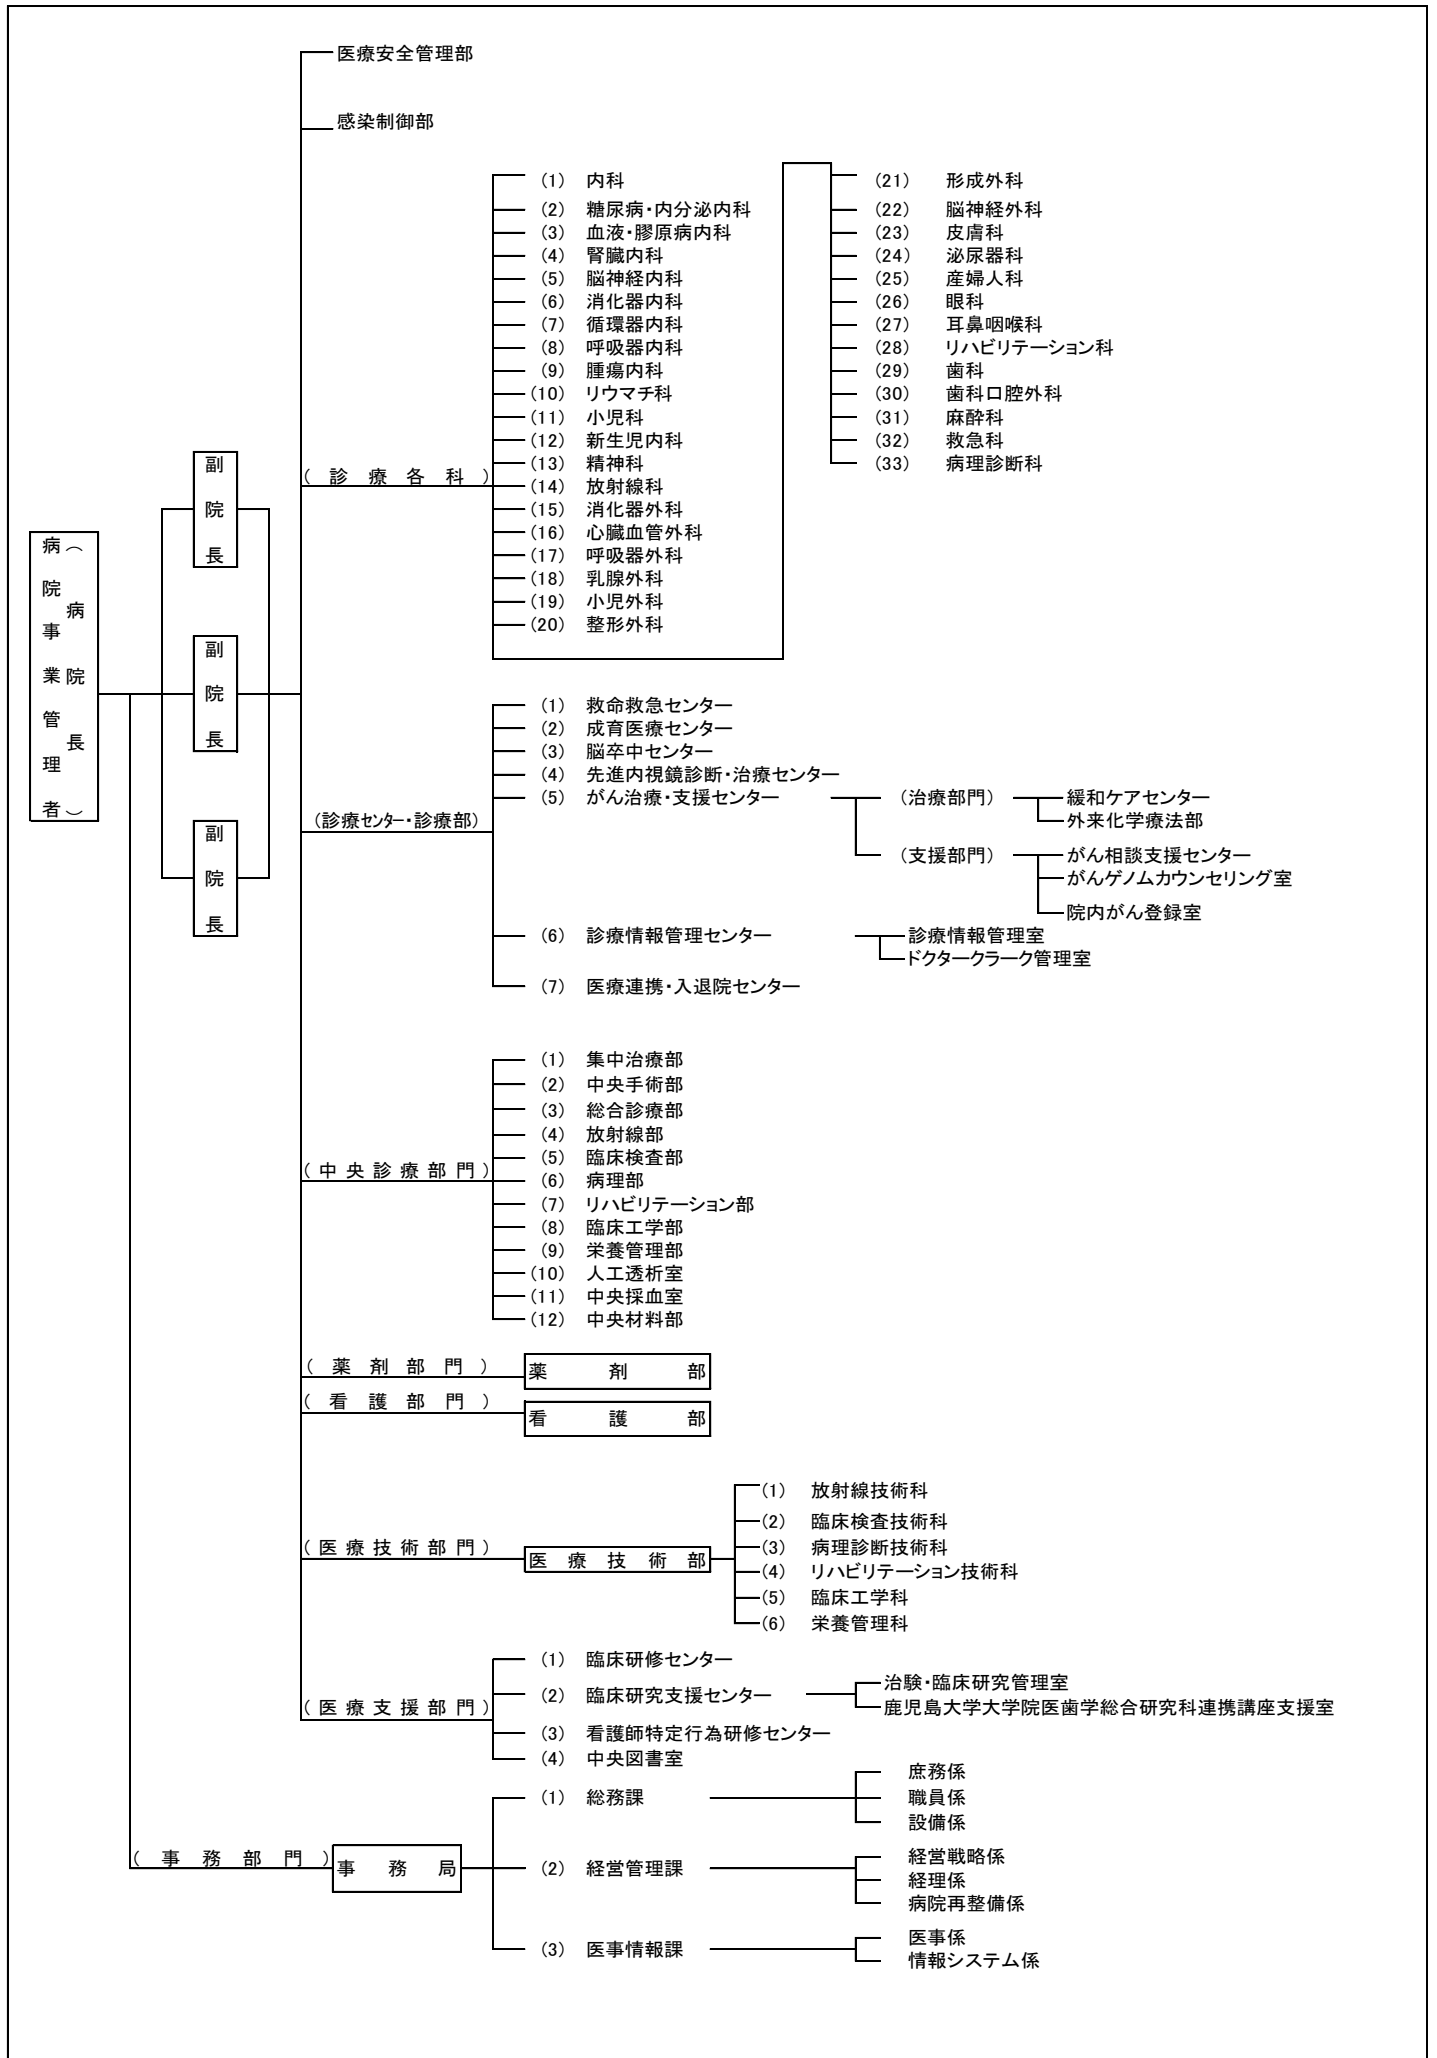 医療安全管理部
感染制御部
病院事業管理者
（病院長）
副院長
副院長
副院長
（診療各科）
(1) 内科
(2) 糖尿病・内分泌内科
(3) 血液・膠原病内科
(4) 腎臓内科
(5) 脳神経内科
(6) 消化器内科
(7) 循環器内科
(8) 呼吸器内科
(9) 腫瘍内科
(10) リウマチ科
(11) 小児科
(12) 新生児内科
(13) 精神科
(14) 放射線科
(15) 消化器外科
(16) 心臓血管外科
(17) 呼吸器外科
(18) 乳腺外科
(19) 小児外科
(20) 整形外科
(21) 形成外科
(22) 脳神経外科
(23) 皮膚科
(24) 泌尿器科
(25) 産婦人科
(26) 眼科
(27) 耳鼻咽喉科
(28) リハビリテーション科
(29) 歯科
(30) 歯科口腔外科
(31) 麻酔科
(32) 救急科
(33) 病理診断科
（診療センター・診療部）
(1) 救命救急センター
(2) 成育医療センター
(3) 脳卒中センター
(4) 先進内視鏡診断・治療センター
(5) がん治療・支援センター
（治療部門）
緩和ケアセンター
外来化学療法部
（支援部門）
がん相談支援センター
がんゲノムカウンセリング室
院内がん登録室
(6) 診療情報管理センター
診療情報管理室
ドクタークラーク管理室
(7) 医療連携・入退院センター
（中央診療部門）
(1) 集中治療部
(2) 中央手術部
(3) 総合診療部
(4) 放射線部
(5) 臨床検査部
(6) 病理部
(7) リハビリテーション部
(8) 臨床工学部
(9) 栄養管理部
(10) 人工透析室
(11) 中央採血室
(12) 中央材料部
（薬剤部門）
薬剤部
（看護部門）
看護部
（医療技術部門）
医療技術部
(1) 放射線技術科
(2) 臨床検査技術科
(3) 病理診断技術科
(4) リハビリテーション技術科
(5) 臨床工学科
(6) 栄養管理科
（医療支援部門）
(1) 臨床研修センター
(2) 臨床研究支援センター
治験・臨床研究管理室
鹿児島大学大学院医歯学総合研究科連携講座支援室
(3) 看護師特定行為研修センター
(4) 中央図書室
（事務部門）
事務局
(1) 総務課
庶務係
職員係
設備係
(2) 経営管理課
経営戦略係
経理係
病院再整備係
(3) 医事情報課
医事係
情報システム係